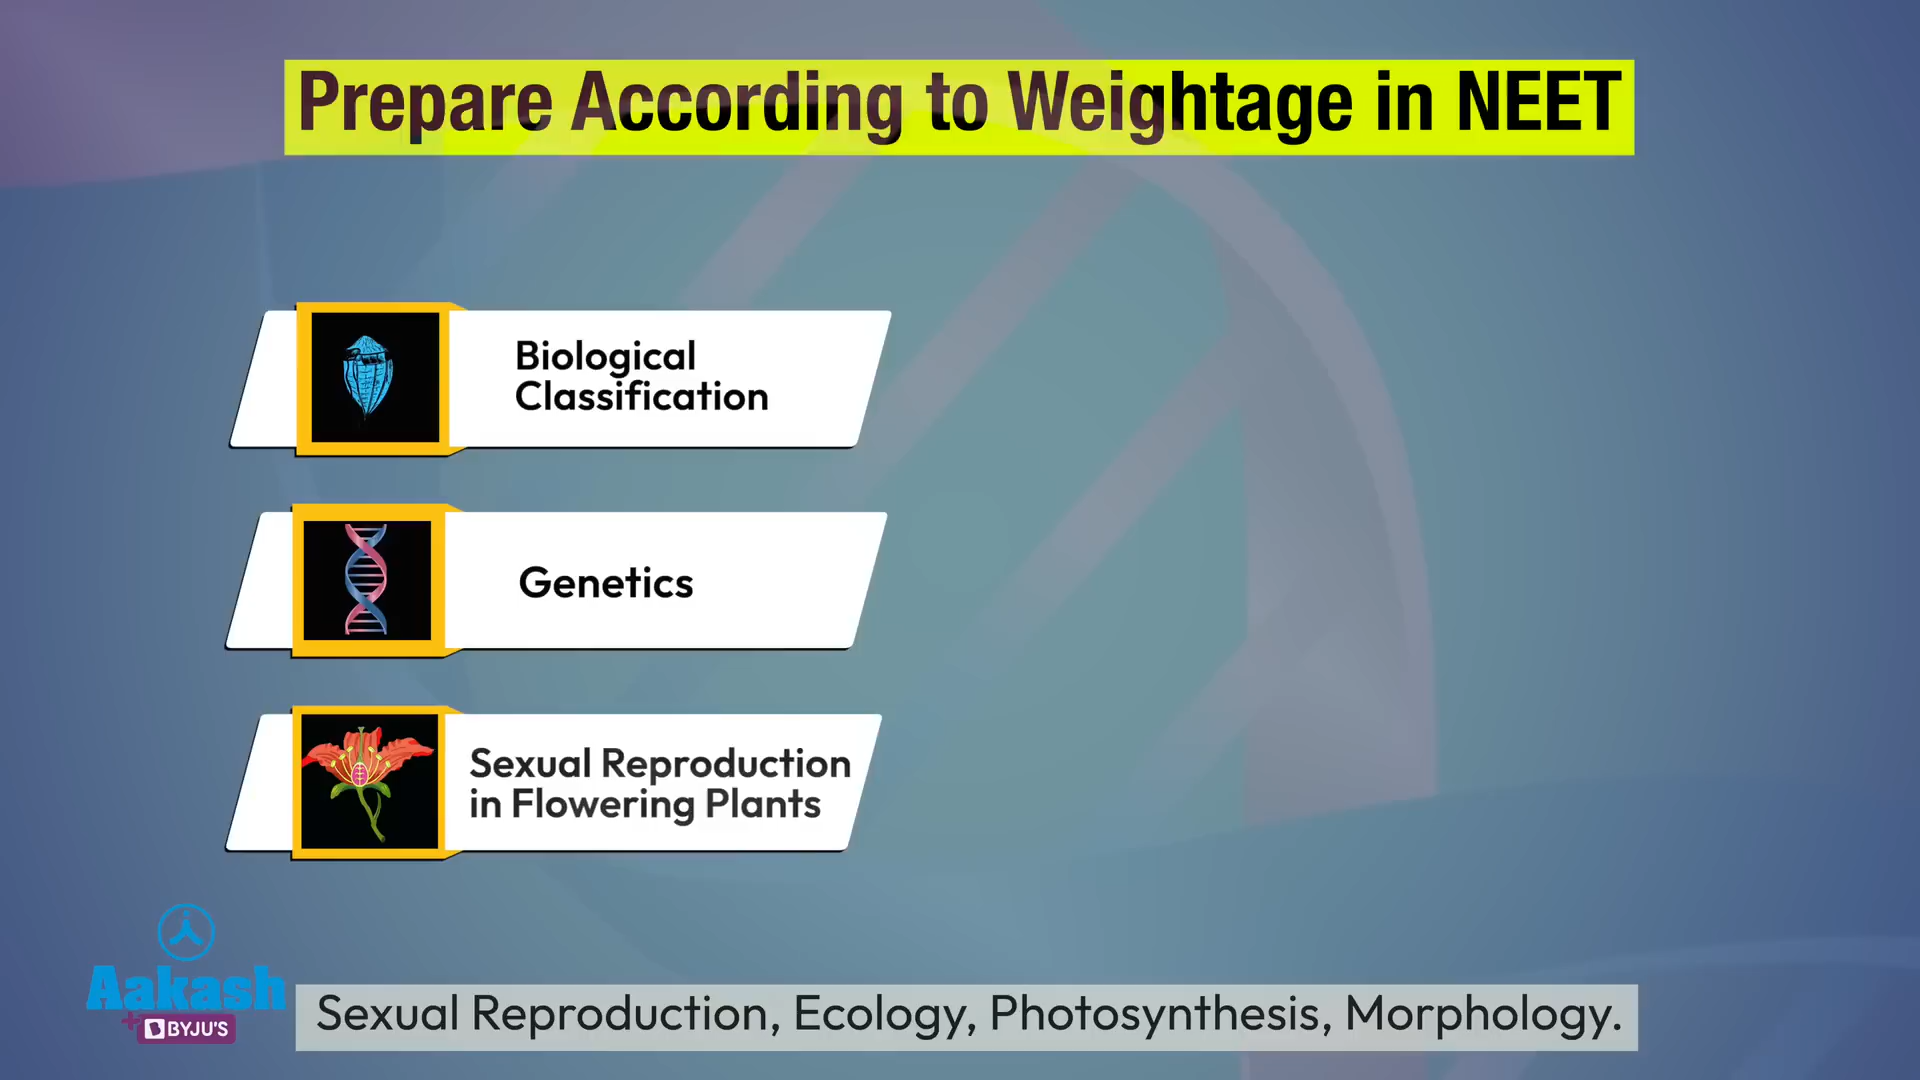 Prepare According to Weightage in NEET
Biological
Classification
Genetics
Sexual Reproduction
in Flowering Plants
Aakash
+ BYJU'S
Sexual Reproduction, Ecology, Photosynthesis, Morphology.